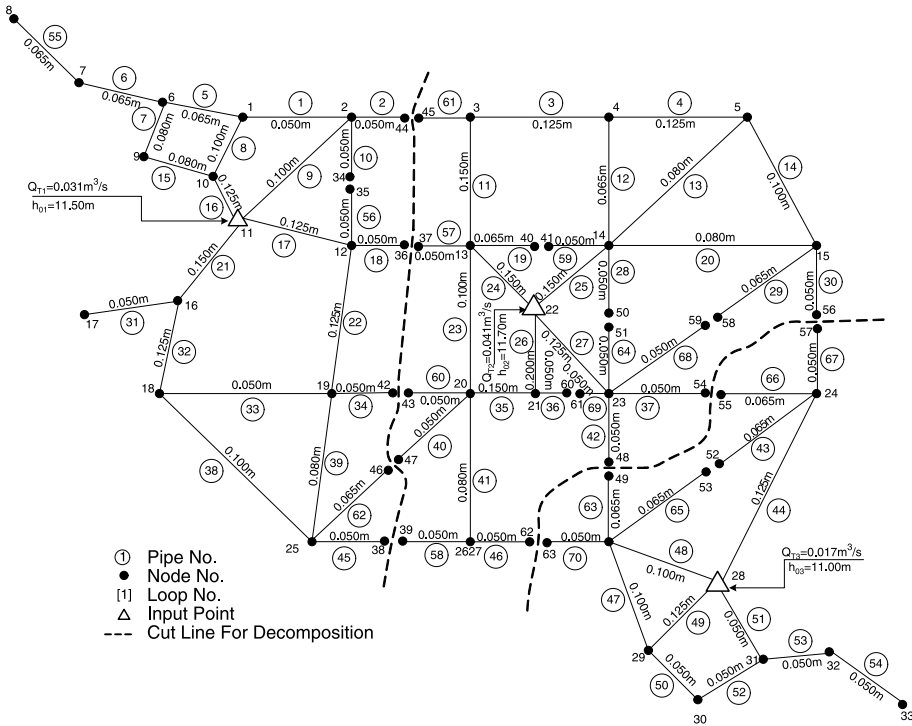 8
55
0.065m
7
6
0.065m
6
5
0.065m
7
0.080m
9
0.080m
15
10
0.100m
8
1
1
0.050m
2
2
0.050m
44
45
61
3
3
0.125m
4
4
0.125m
5
0.050m
10
34
35
0.050m
56
0.100m
9
0.125m
16
11
Q_T1=0.031m³/s
h_01=11.50m
0.125m
17
12
0.050m
18
36
37
57
0.050m
13
0.150m
11
0.065m
19
40
41
0.050m
59
14
0.065m
12
0.080m
13
0.100m
14
0.080m
20
15
0.150m
21
16
0.050m
17
31
0.125m
32
18
0.125m
22
0.100m
23
0.150m
24
0.150m
25
22
Q_T2=0.041m³/s
h_02=11.70m
26
0.200m
0.125m
27
0.050m
28
50
51
0.050m
64
0.065m
29
59
58
0.050m
68
0.050m
30
56
57
0.050m
67
0.050m
33
19
0.050m
34
42
43
60
0.050m
20
0.150m
35
21
0.050m
36
60
61
0.050m
69
23
0.050m
37
54
55
66
0.065m
24
0.100m
38
0.080m
39
0.050m
40
47
46
0.065m
62
0.080m
41
0.050m
42
48
49
0.065m
63
0.065m
43
52
53
0.065m
65
0.125m
44
25
0.050m
45
38
39
0.050m
58
26
27
0.050m
46
62
63
0.050m
70
0.100m
48
28
Q_T3=0.017m³/s
h_03=11.00m
0.100m
47
0.125m
49
0.050m
51
29
0.050m
50
30
0.050m
52
31
53
0.050m
32
54
0.050m
33
1 Pipe No.
Node No.
[1] Loop No.
Input Point
Cut Line For Decomposition